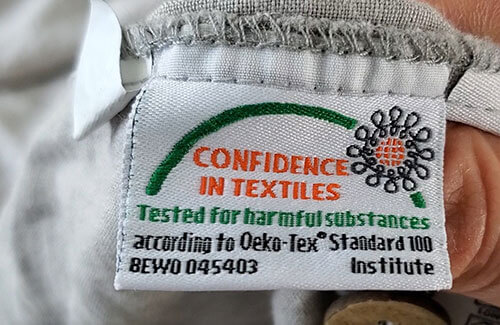 CONFIDENCE
IN TEXTILES
Tested for harmful substances
according to Oeko-Tex® Standard 100
BEWO 045403 Institute